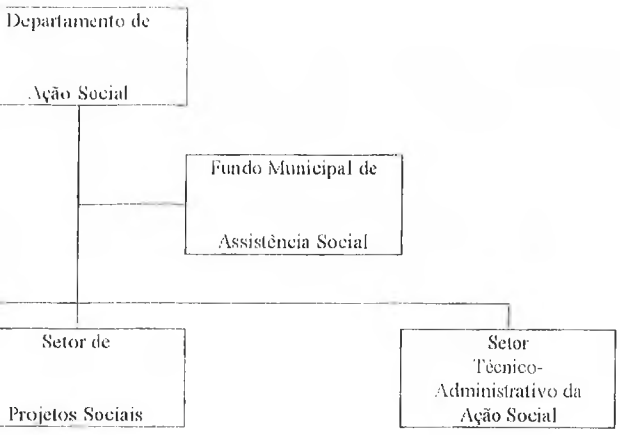 Departamento de
Ação Social
Fundo Municipal de
Assistência Social
Setor de
Projetos Sociais
Setor
Técnico-
Administrativo da
Ação Social